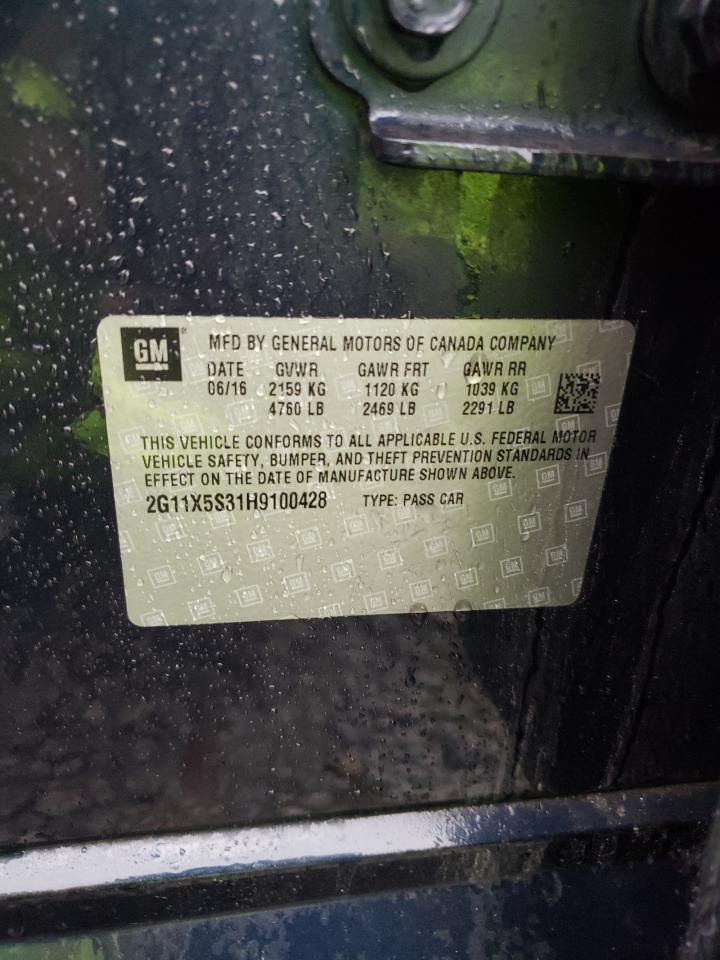 GM
MFD BY GENERAL MOTORS OF CANADA COMPANY
DATE GVWR GAWR FRT GAWR RR
06/16 2159 KG 1120 KG 1039 KG
4760 LB 2469 LB 2291 LB
THIS VEHICLE CONFORMS TO ALL APPLICABLE U.S. FEDERAL MOTOR
VEHICLE SAFETY, BUMPER, AND THEFT PREVENTION STANDARDS IN
EFFECT ON THE DATE OF MANUFACTURE SHOWN ABOVE.
2G11X5S31H9100428 TYPE: PASS CAR